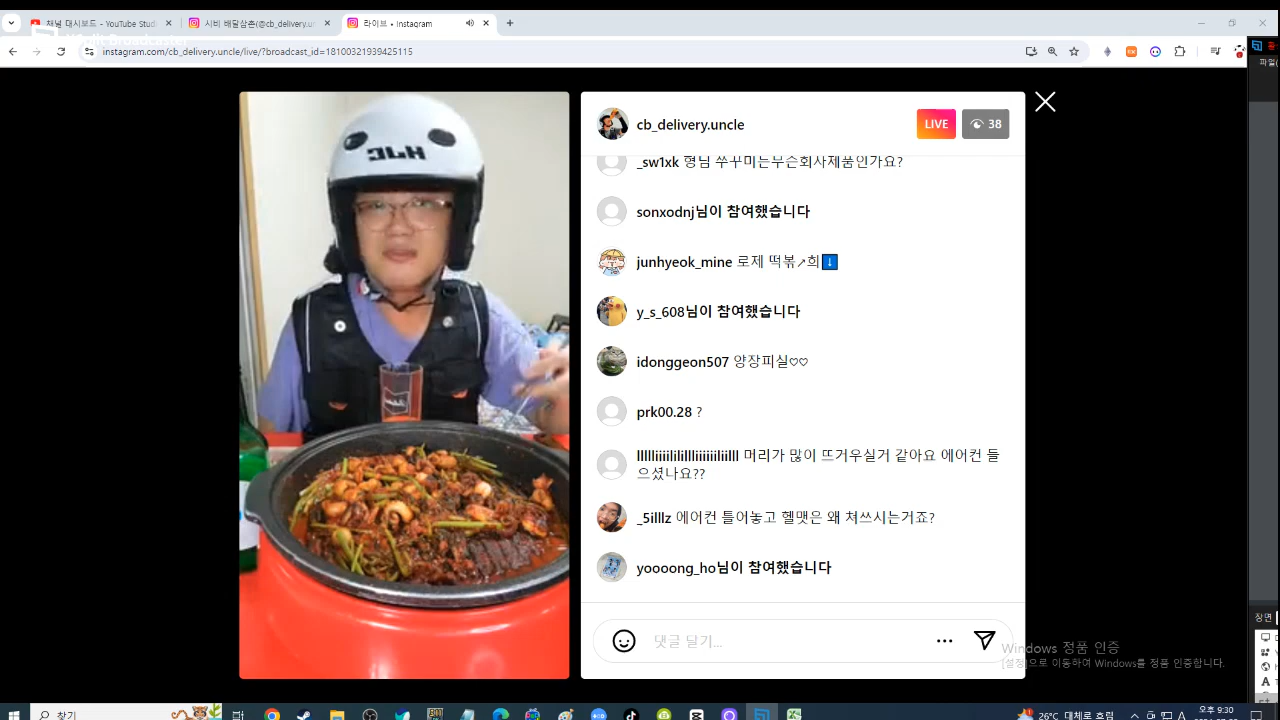 채널 대시보드 - YouTube Studi
시비 배달삼촌(@cb_delivery.un
라이브 • Instagram
instagram.com/cb_delivery.uncle/live/?broadcast_id=18100321939425115
파일(
cb_delivery.uncle
LIVE
38
_sw1xk 형님 쭈꾸미는무슨회사제품인가요?
sonxodnj님이 참여했습니다
junhyeok_mine 로제 떡볶↗희⬇
y_s_608님이 참여했습니다
idonggeon507 양장피실♡♡
prk00.28 ?
머리가 많이 뜨거우실거 같아요 에어컨 틀
으셨나요??
_5illlz 에어컨 틀어놓고 헬맷은 왜 쳐쓰시는거죠?
yoooong_ho님이 참여했습니다
댓글 달기...
Windows 정품 인증
[설정]으로 이동하여 Windows를 정품 인증합니다.
장면
찾기
26°C 대체로 흐림
A
오후 9:30